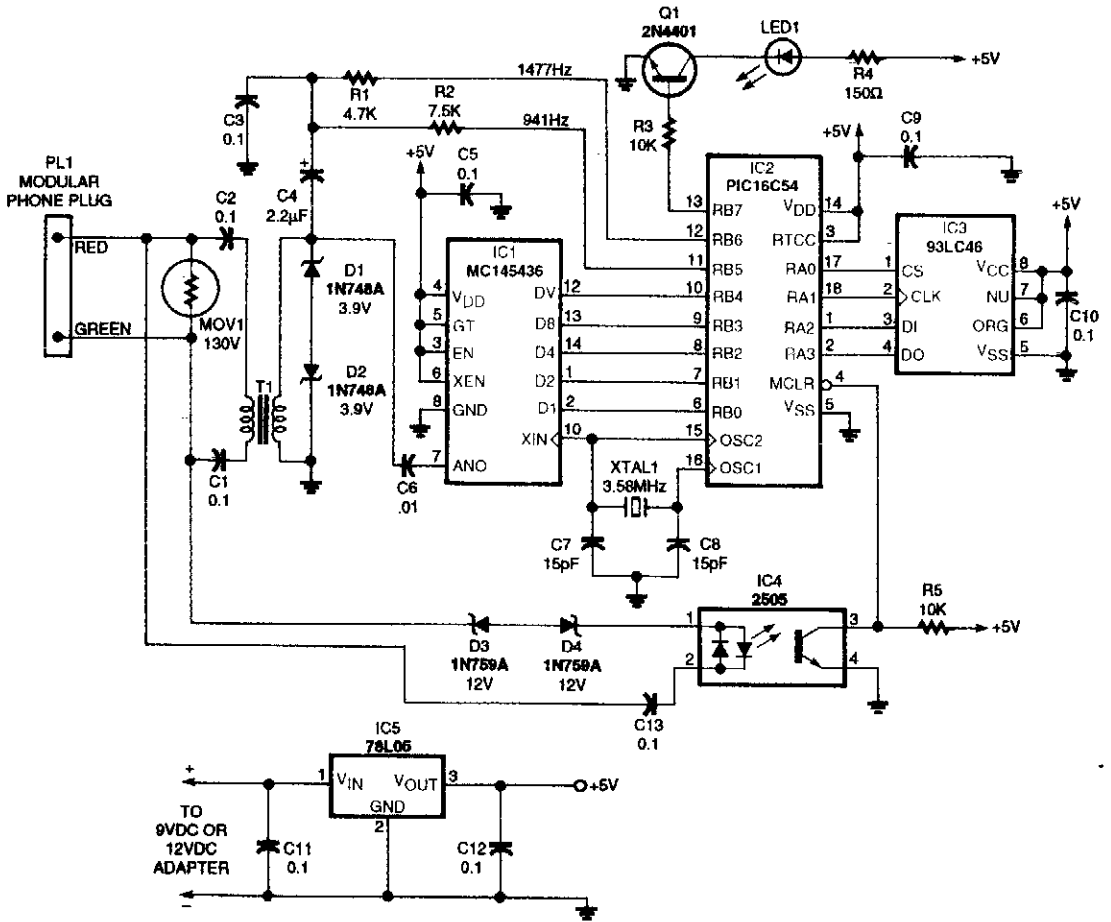 Q1
2N4401
LED1
+5V
R4
150Ω
1477Hz
R1
4.7K
R2
7.5K
941Hz
C3
0.1
R3
10K
+5V
C9
0.1
PL1
MODULAR
PHONE PLUG
C2
0.1
RED
GREEN
MOV1
130V
C1
0.1
T1
+
C4
2.2µF
D1
1N748A
3.9V
D2
1N748A
3.9V
+5V
C5
0.1
C6
.01
IC1
MC145436
4 VDD
5 GT
3 EN
6 XEN
8 GND
7 ANO
DV 12
D8 13
D4 14
D2 1
D1 2
XIN 10
IC2
PIC16C54
13 RB7
12 RB6
11 RB5
10 RB4
9 RB3
8 RB2
7 RB1
6 RB0
15 OSC2
16 OSC1
VDD 14
RTCC 3
RA0 17
RA1 18
RA2 1
RA3 2
MCLR 4
VSS 5
IC3
93LC46
1 CS
2 CLK
3 DI
4 DO
VCC 8
NU 7
ORG 6
VSS 5
+5V
C10
0.1
XTAL1
3.58MHz
C7
15pF
C8
15pF
IC4
2505
1
2
3
4
R5
10K
+5V
D3
1N759A
12V
D4
1N759A
12V
C13
0.1
IC5
78L05
1 VIN
VOUT 3
GND
2
+5V
+
TO
9VDC OR
12VDC
ADAPTER
–
C11
0.1
C12
0.1